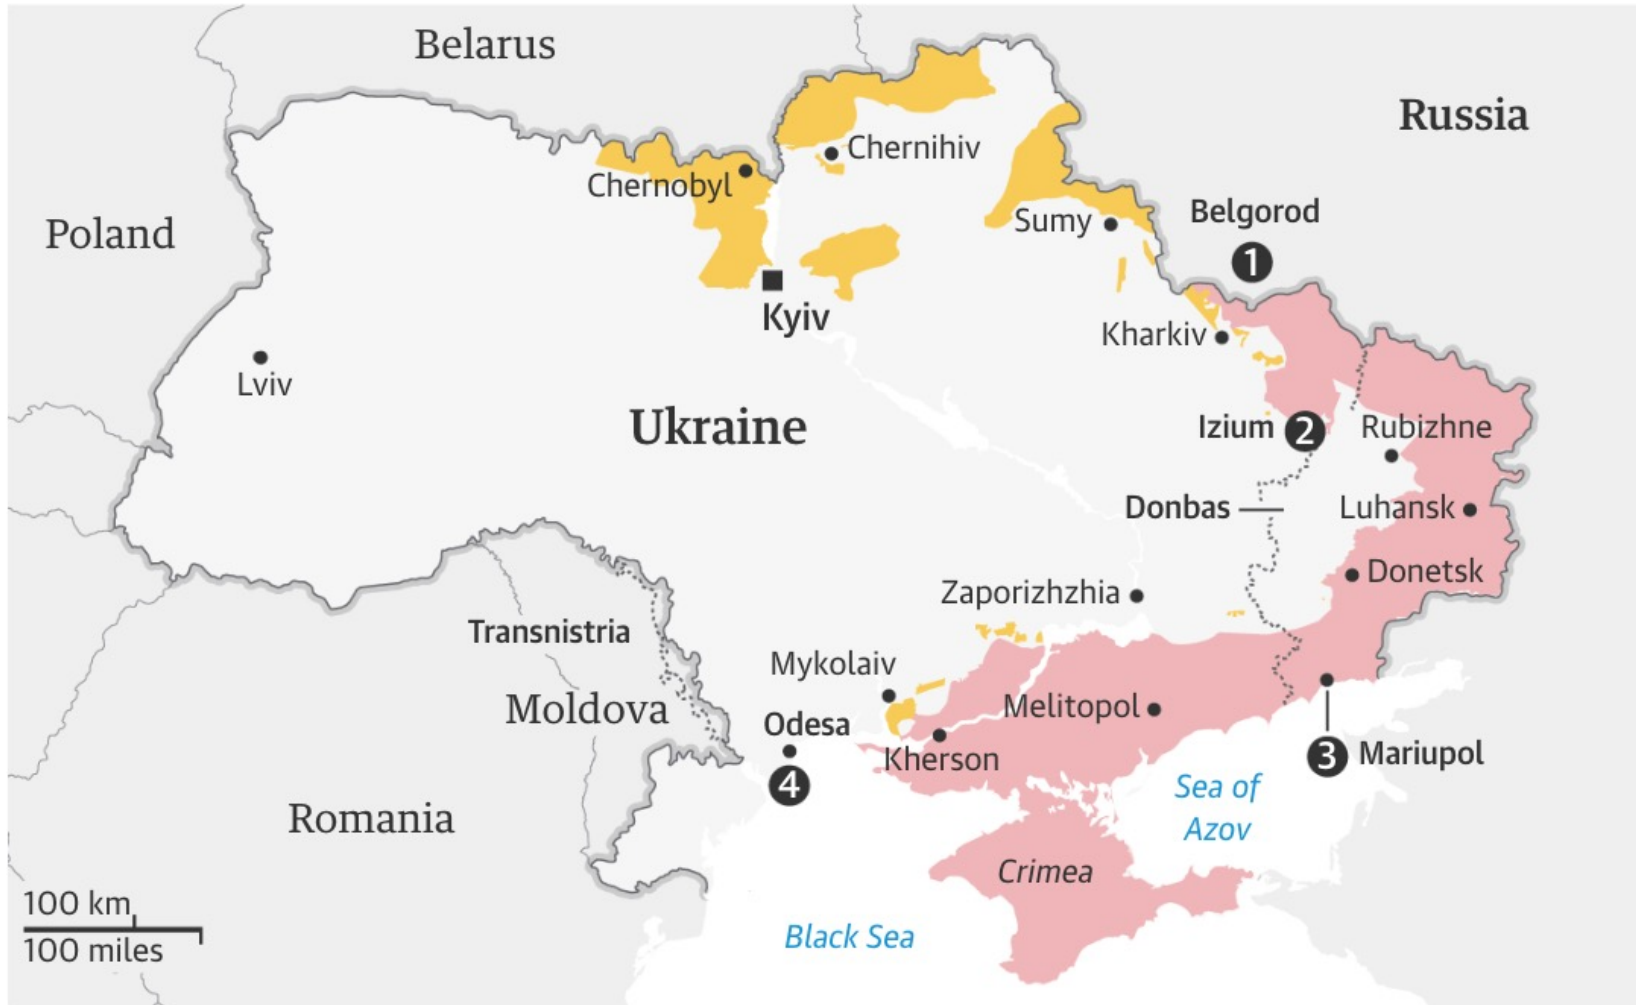 Belarus
Russia
Chernihiv
Chernobyl
Poland
Sumy
Belgorod
1
Kyiv
Kharkiv
Lviv
Ukraine
Izium
2
Rubizhne
Donbas
Luhansk
Donetsk
Zaporizhzhia
Transnistria
Mykolaiv
Moldova
Melitopol
Odesa
4
Kherson
3
Mariupol
Sea of
Azov
Romania
Crimea
100 km
100 miles
Black Sea